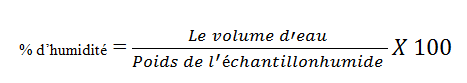 % d'humidité = Le volume d'eau / Poids de l'échantillonhumide X 100